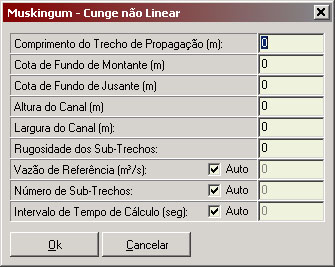 Muskingum - Cunge não Linear
Comprimento do Trecho de Propagação (m): 0
Cota de Fundo de Montante (m) 0
Cota de Fundo de Jusante (m) 0
Altura do Canal (m) 0
Largura do Canal (m): 0
Rugosidade dos Sub-Trechos: 0
Vazão de Referência (m³/s): Auto 0
Número de Sub-Trechos: Auto 0
Intervalo de Tempo de Cálculo (seg): Auto 0
Ok Cancelar